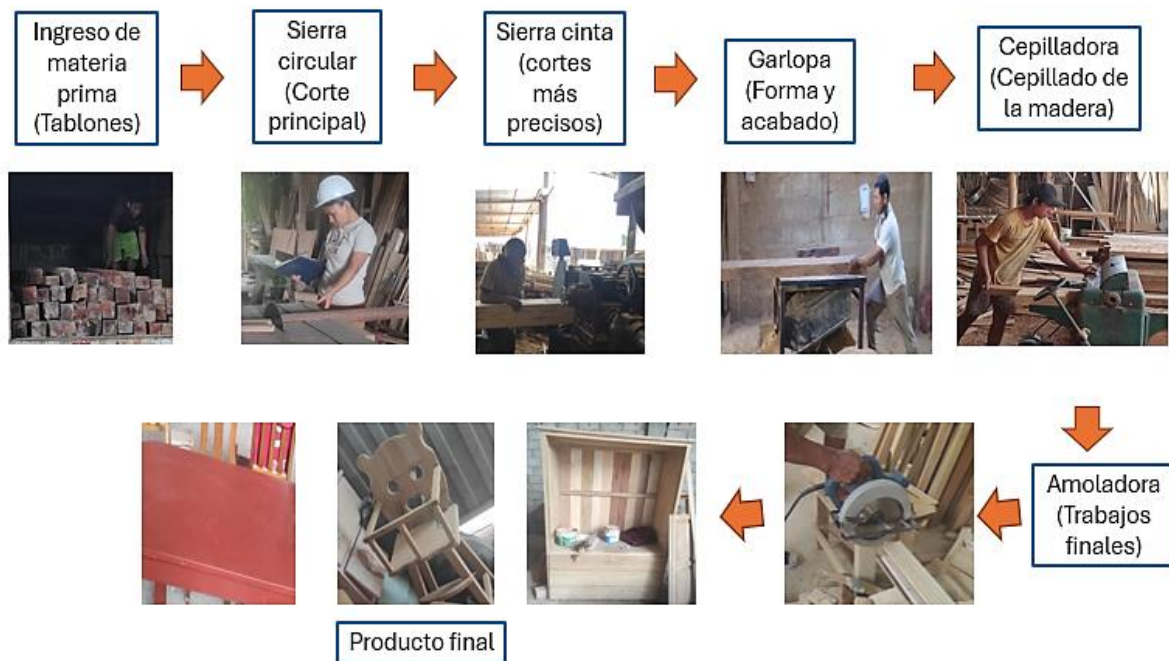 Ingreso de
materia
prima
(Tablones)
Sierra
circular
(Corte
principal)
Sierra cinta
(cortes
más
precisos)
Garlopa
(Forma y
acabado)
Cepilladora
(Cepillado de
la madera)
Amoladora
(Trabajos
finales)
Producto final